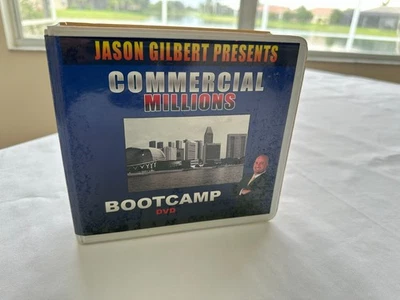 JASON GILBERT PRESENTS
COMMERCIAL
MILLIONS
BOOTCAMP
DVD